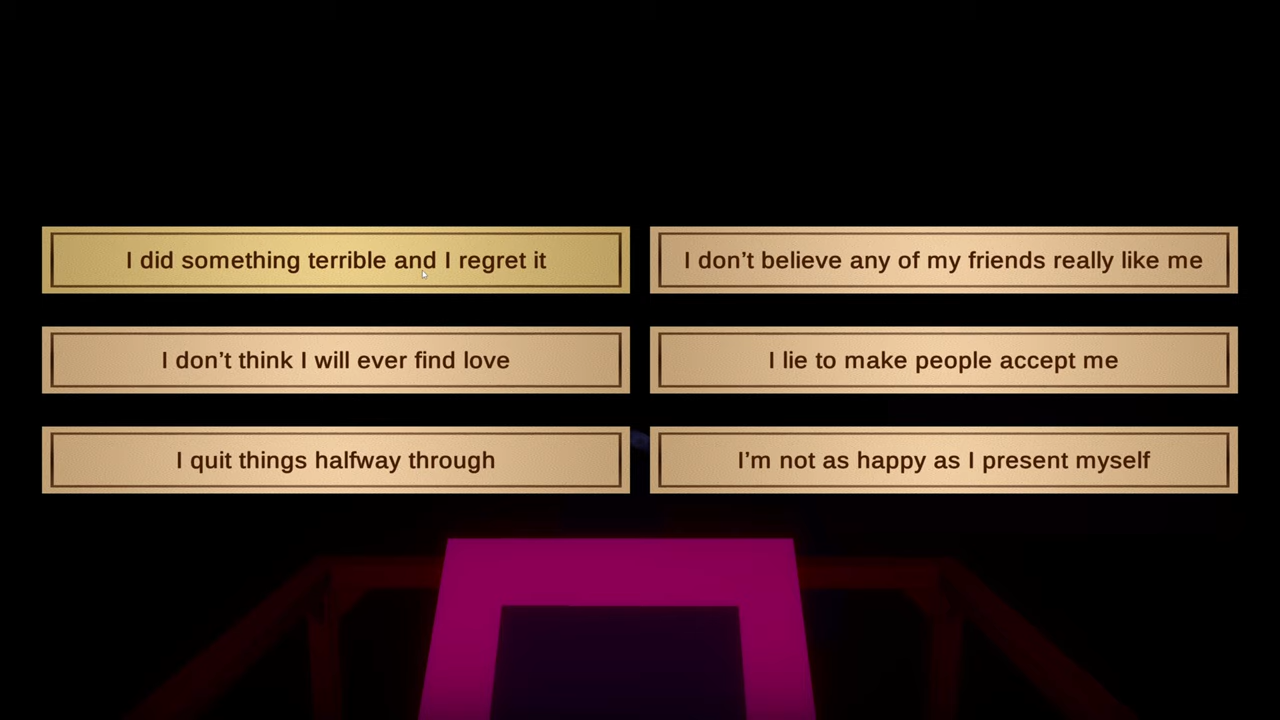 I did something terrible and I regret it
I don’t believe any of my friends really like me
I don’t think I will ever find love
I lie to make people accept me
I quit things halfway through
I’m not as happy as I present myself